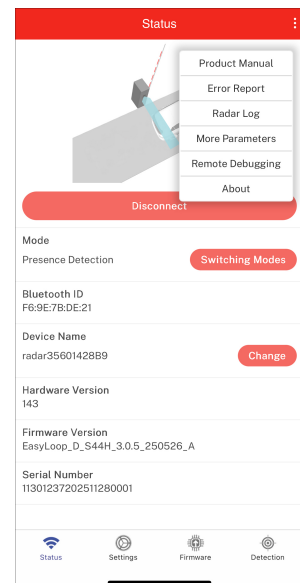 Status
Product Manual
Error Report
Radar Log
More Parameters
Remote Debugging
About
Disconnect
Mode
Presence Detection
Switching Modes
Bluetooth ID
F6:9E:7B:DE:21
Device Name
radar35601428B9
Change
Hardware Version
143
Firmware Version
EasyLoop_D_S44H_3.0.5_250526_A
Serial Number
11301237202511280001
Status
Settings
Firmware
Detection